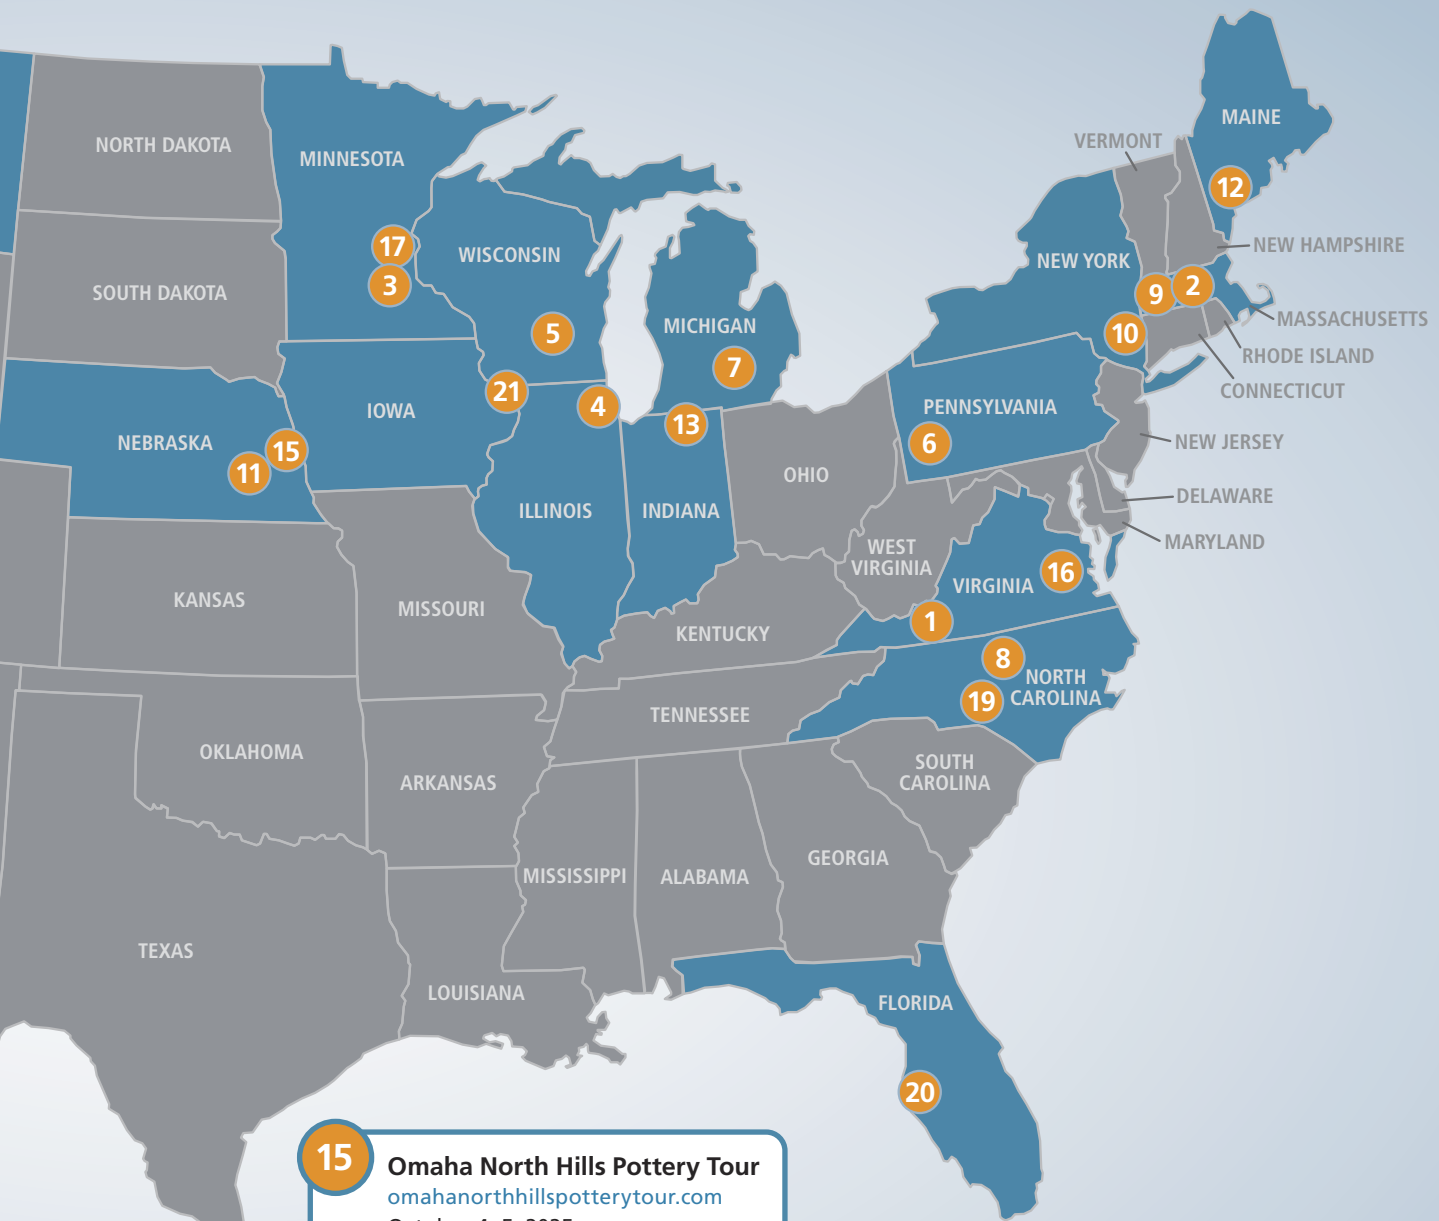 MAINE
VERMONT
NORTH DAKOTA
MINNESOTA
12
17
WISCONSIN
NEW HAMPSHIRE
NEW YORK
3
9
2
SOUTH DAKOTA
MASSACHUSETTS
MICHIGAN
5
10
RHODE ISLAND
7
21
CONNECTICUT
4
IOWA
PENNSYLVANIA
13
NEBRASKA
15
6
NEW JERSEY
11
OHIO
DELAWARE
ILLINOIS
INDIANA
MARYLAND
WEST
VIRGINIA
16
VIRGINIA
KANSAS
MISSOURI
1
KENTUCKY
8
NORTH
CAROLINA
19
TENNESSEE
OKLAHOMA
SOUTH
CAROLINA
ARKANSAS
GEORGIA
MISSISSIPPI
ALABAMA
TEXAS
LOUISIANA
FLORIDA
20
15
Omaha North Hills Pottery Tour
omahanorthhillspotterytour.com